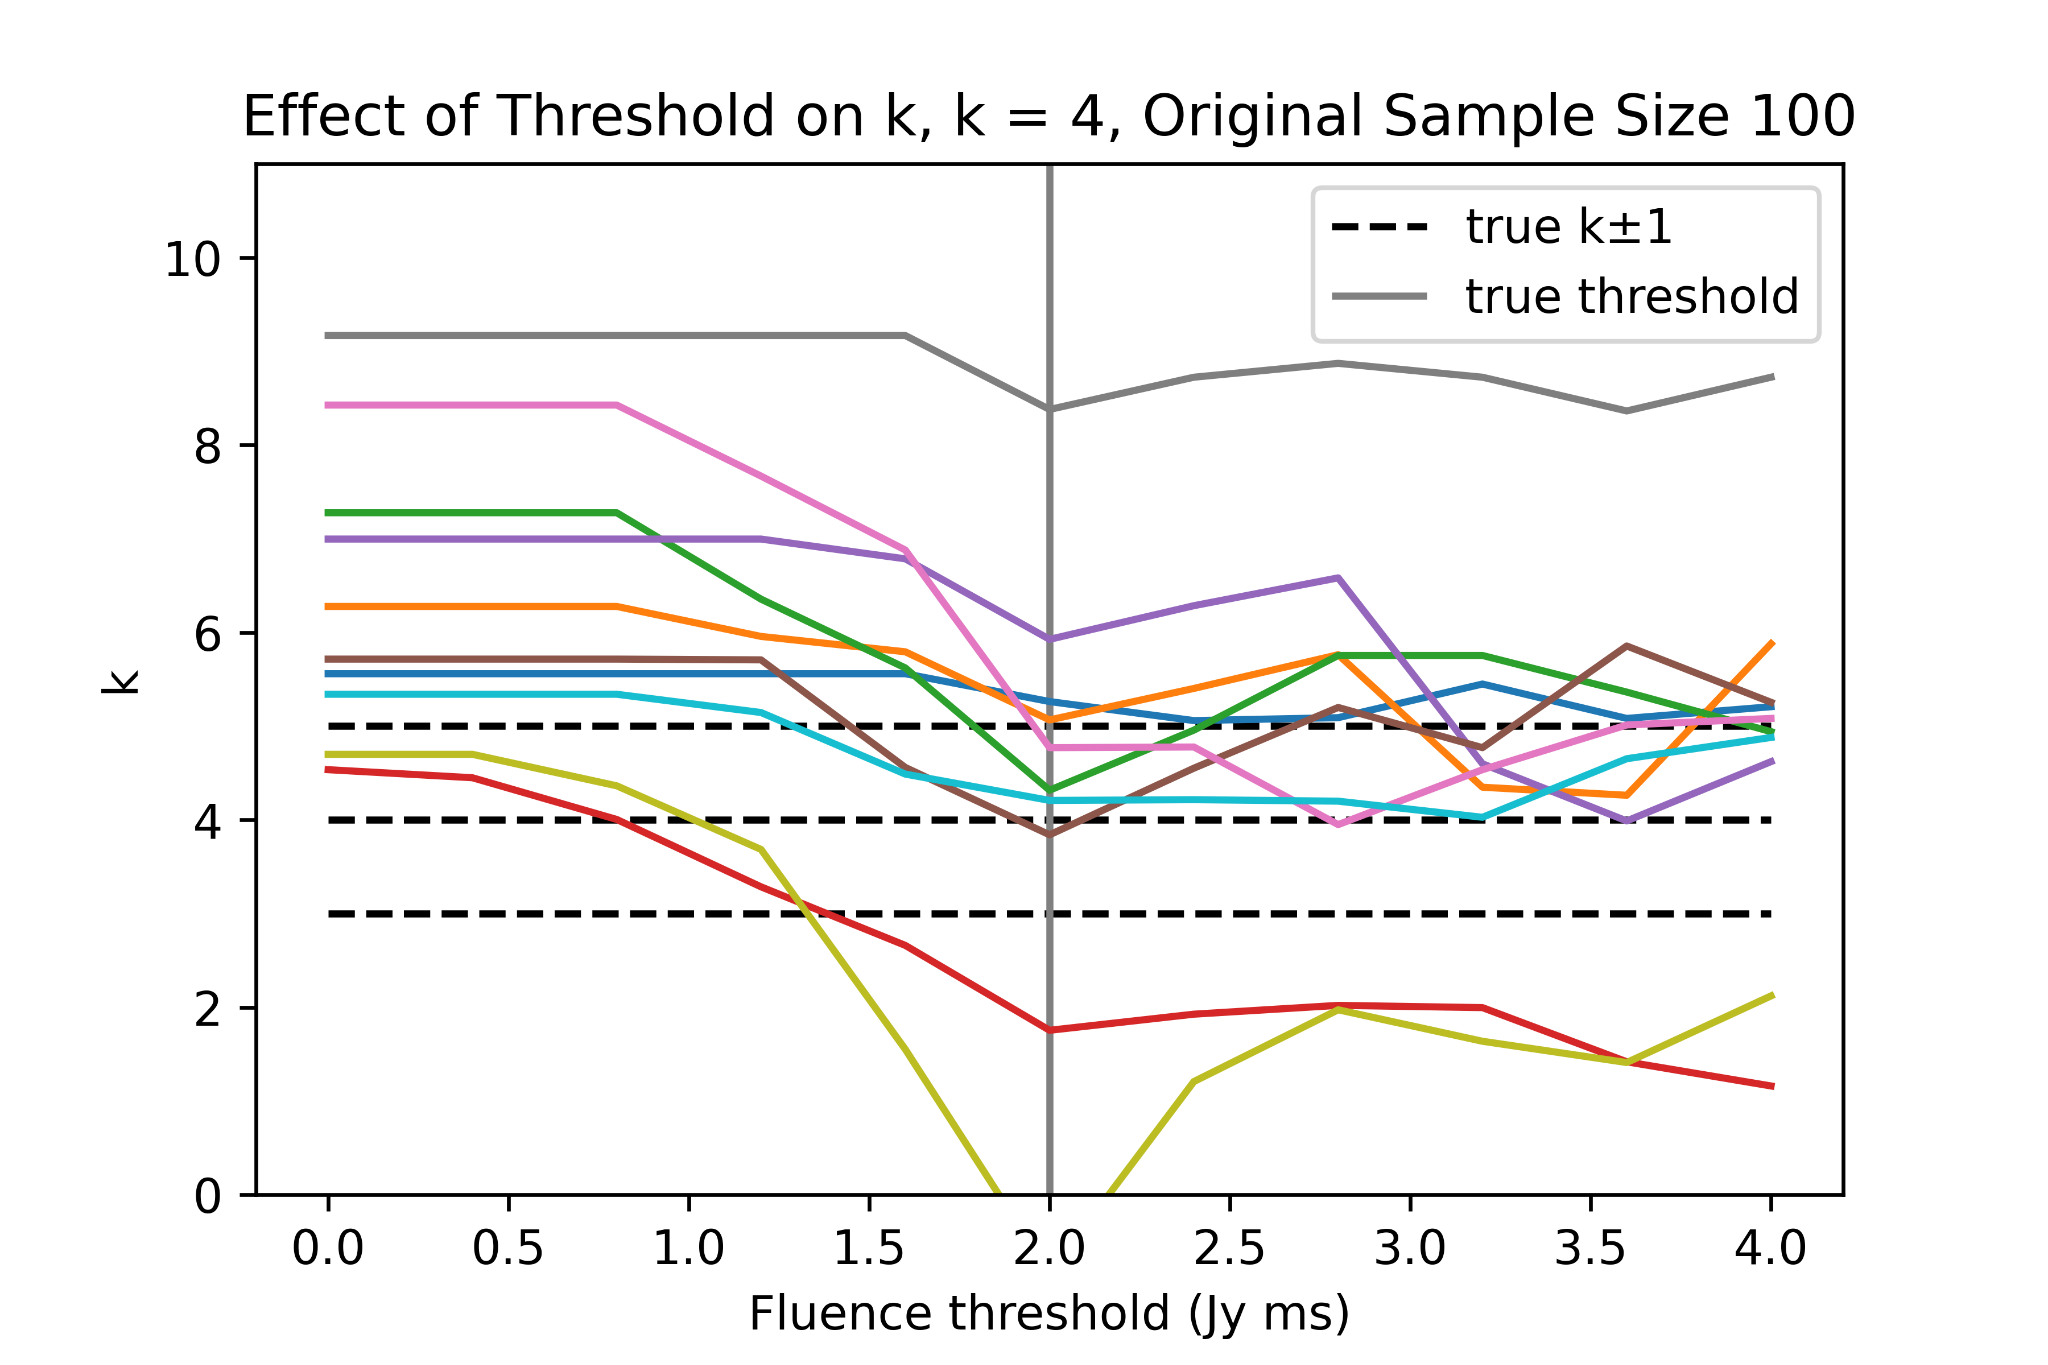 Effect of Threshold on k, k = 4, Original Sample Size 100
true k±1
true threshold
10
8
6
4
2
0
k
0.0 0.5 1.0 1.5 2.0 2.5 3.0 3.5 4.0
Fluence threshold (Jy ms)